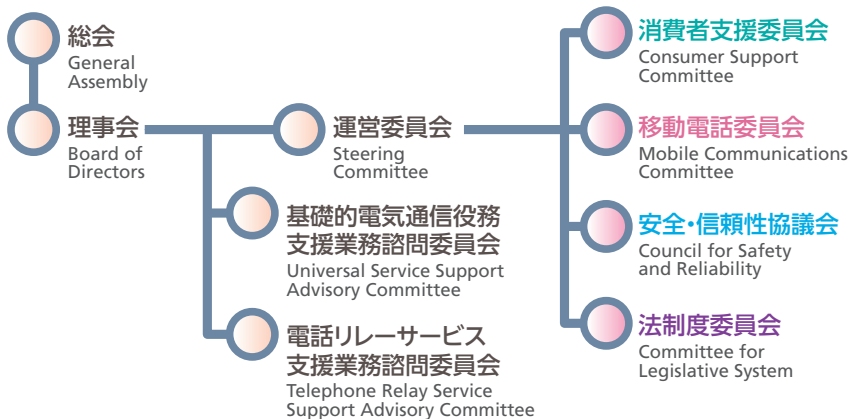 総会
General
Assembly
理事会
Board of
Directors
運営委員会
Steering
Committee
基礎的電気通信役務
支援業務諮問委員会
Universal Service Support
Advisory Committee
電話リレーサービス
支援業務諮問委員会
Telephone Relay Service
Support Advisory Committee
消費者支援委員会
Consumer Support
Committee
移動電話委員会
Mobile Communications
Committee
安全・信頼性協議会
Council for Safety
and Reliability
法制度委員会
Committee for
Legislative System